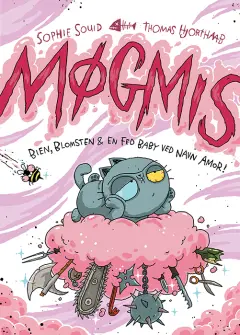 SOPHIE SOUID
THOMAS HJORTHAAB
MØGMIS
BIEN, BLOMSTEN & EN FED BABY VED NAVN AMOR!